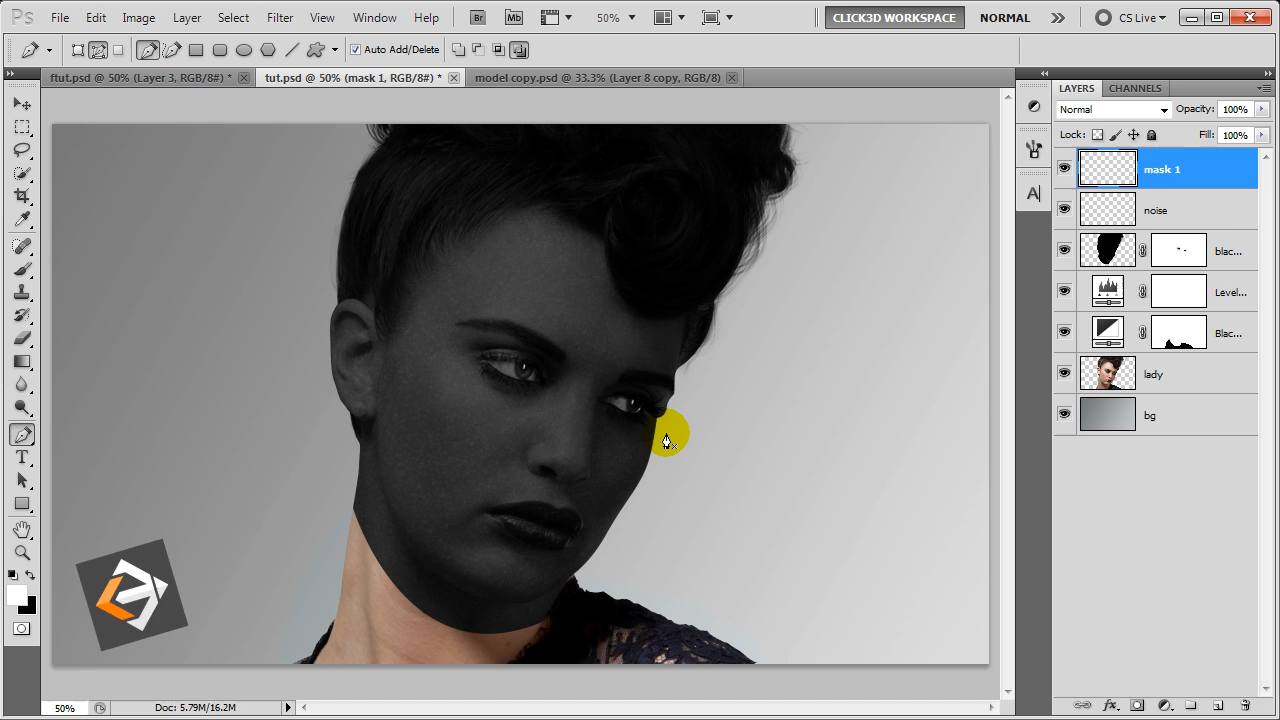 Ps File Edit Image Layer Select Filter View Window Help Br Mb 50% CLICK3D WORKSPACE NORMAL CS Live
Auto Add/Delete
ftut.psd @ 50% (Layer 3, RGB/8#) * tut.psd @ 50% (mask 1, RGB/8#) * model copy.psd @ 33.3% (Layer 8 copy, RGB/8)
LAYERS CHANNELS
Normal Opacity: 100%
Lock: Fill: 100%
mask 1
noise
blac...
Level...
Blac...
lady
bg
A
T
50% Doc: 5.79M/16.2M
fx